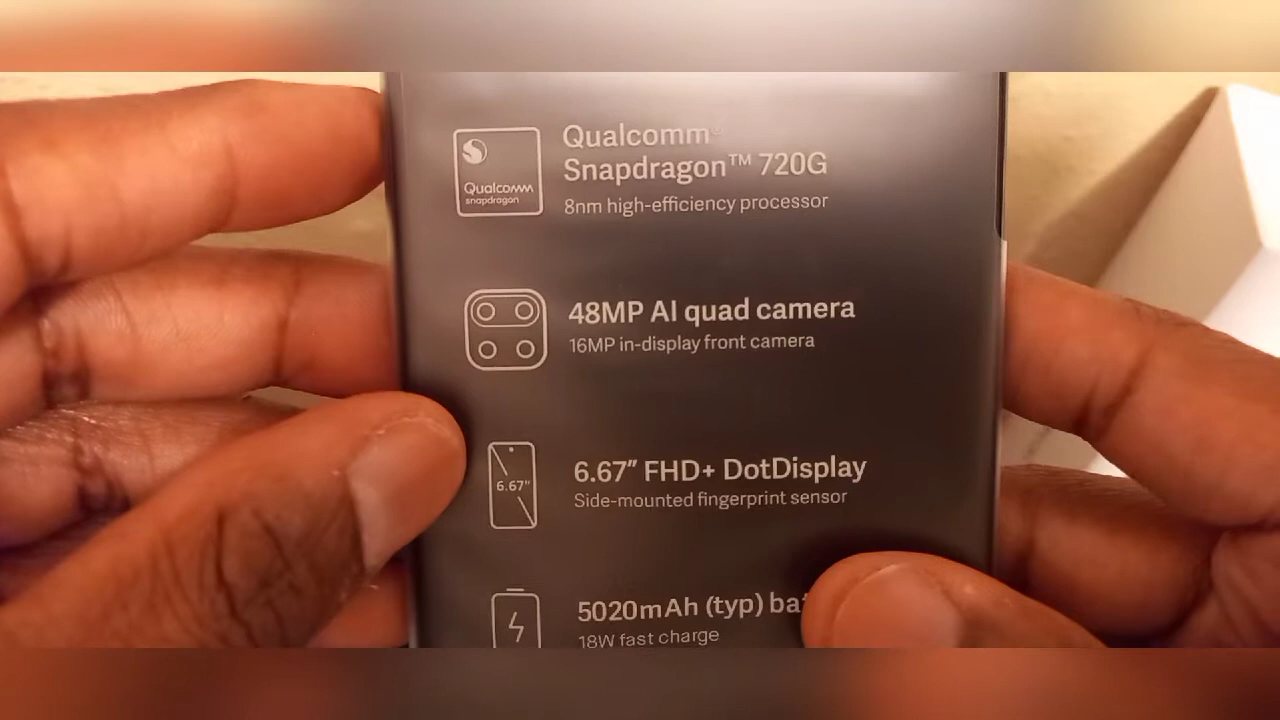 Qualcomm
snapdragon
Qualcomm®
Snapdragon™ 720G
8nm high-efficiency processor
48MP AI quad camera
16MP in-display front camera
6.67"
6.67" FHD+ DotDisplay
Side-mounted fingerprint sensor
5020mAh (typ)
18W fast charge